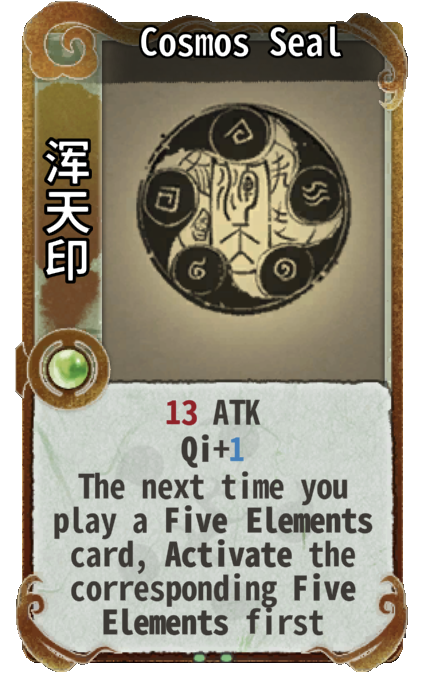 Cosmos Seal
浑天印
13 ATK
Qi+1
The next time you
play a Five Elements
card, Activate the
corresponding Five
Elements first